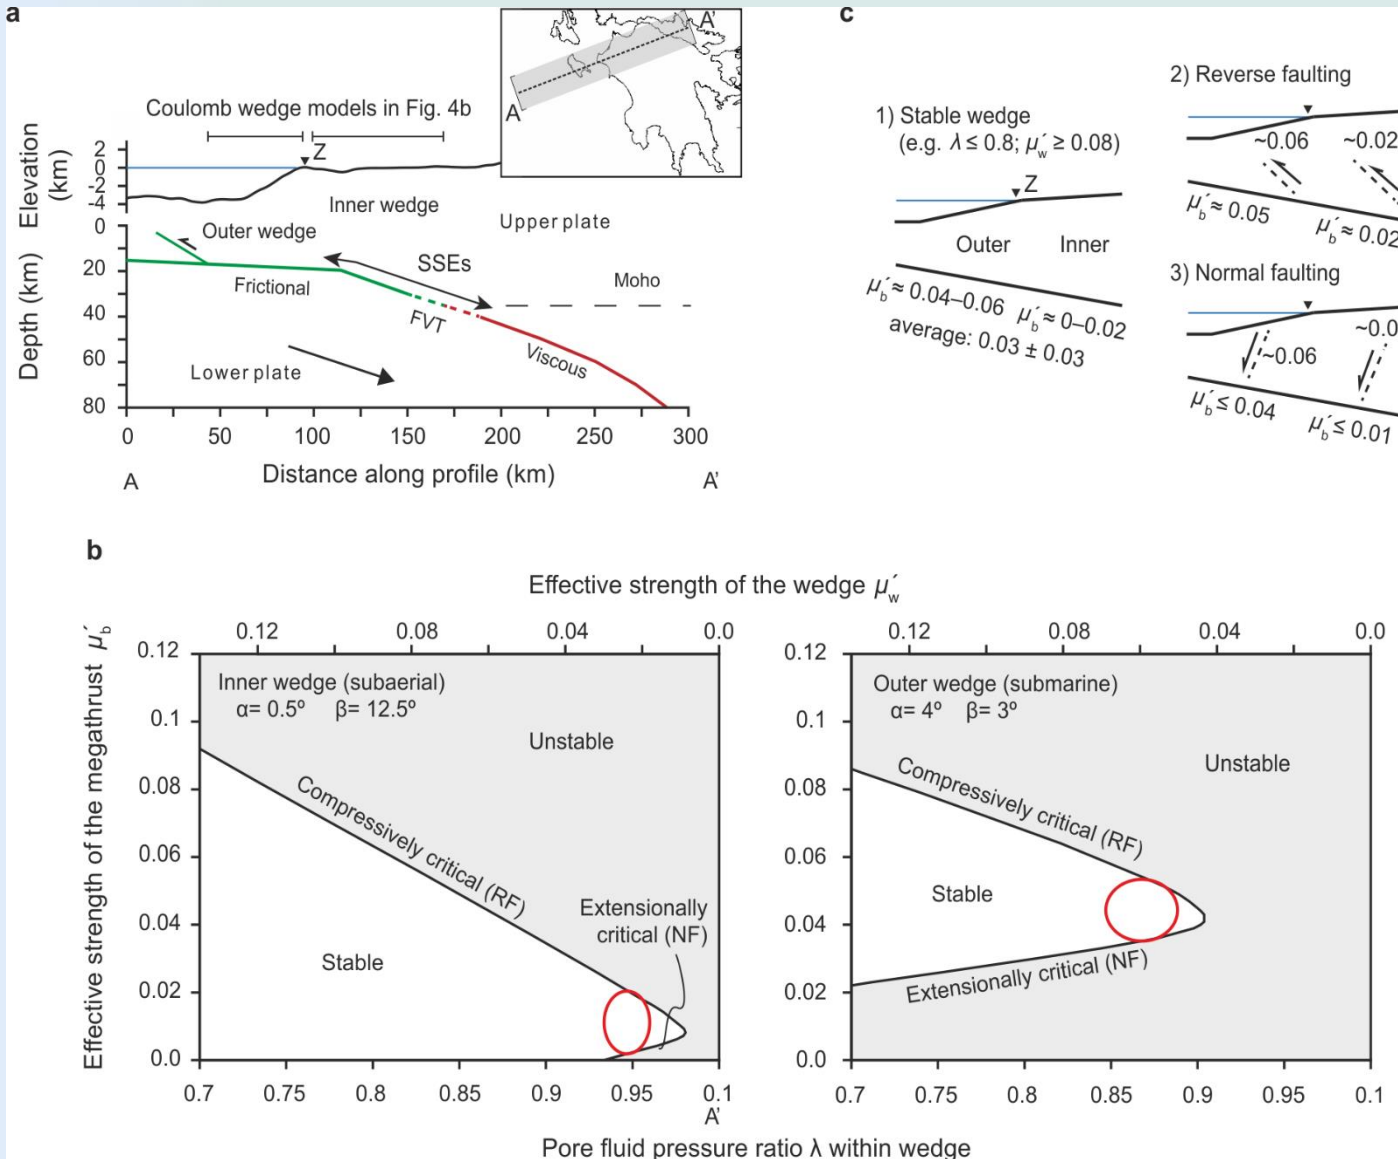 a
A'
A
Coulomb wedge models in Fig. 4b
Elevation
(km)
2
0
-2
-4
Z
Inner wedge
Upper plate
Outer wedge
Depth (km)
0
20
40
60
80
SSEs
Frictional
FVT
Moho
Viscous
Lower plate
0
50
100
150
200
250
300
A
Distance along profile (km)
A'
c
1) Stable wedge
(e.g. λ ≤ 0.8; μ′w ≥ 0.08)
Z
Outer
Inner
μ′b ≈ 0.04–0.06
μ′b ≈ 0–0.02
average: 0.03 ± 0.03
2) Reverse faulting
~0.06
~0.02
μ′b ≈ 0.05
μ′b ≈ 0.02
3) Normal faulting
~0.06
~0.0
μ′b ≤ 0.04
μ′b ≤ 0.01
b
Effective strength of the wedge μ′w
Effective strength of the megathrust μ′b
0.12
0.08
0.04
0.0
0.12
0.1
0.08
0.06
0.04
0.02
0.0
Inner wedge (subaerial)
α= 0.5º β= 12.5º
Unstable
Compressively critical (RF)
Extensionally
critical (NF)
Stable
0.7
0.75
0.8
0.85
0.9
0.95
0.1
A'
0.12
0.08
0.04
0.0
0.12
0.1
0.08
0.06
0.04
0.02
0.0
Outer wedge (submarine)
α= 4º β= 3º
Unstable
Compressively critical (RF)
Stable
Extensionally critical (NF)
0.7
0.75
0.8
0.85
0.9
0.95
0.1
Pore fluid pressure ratio λ within wedge